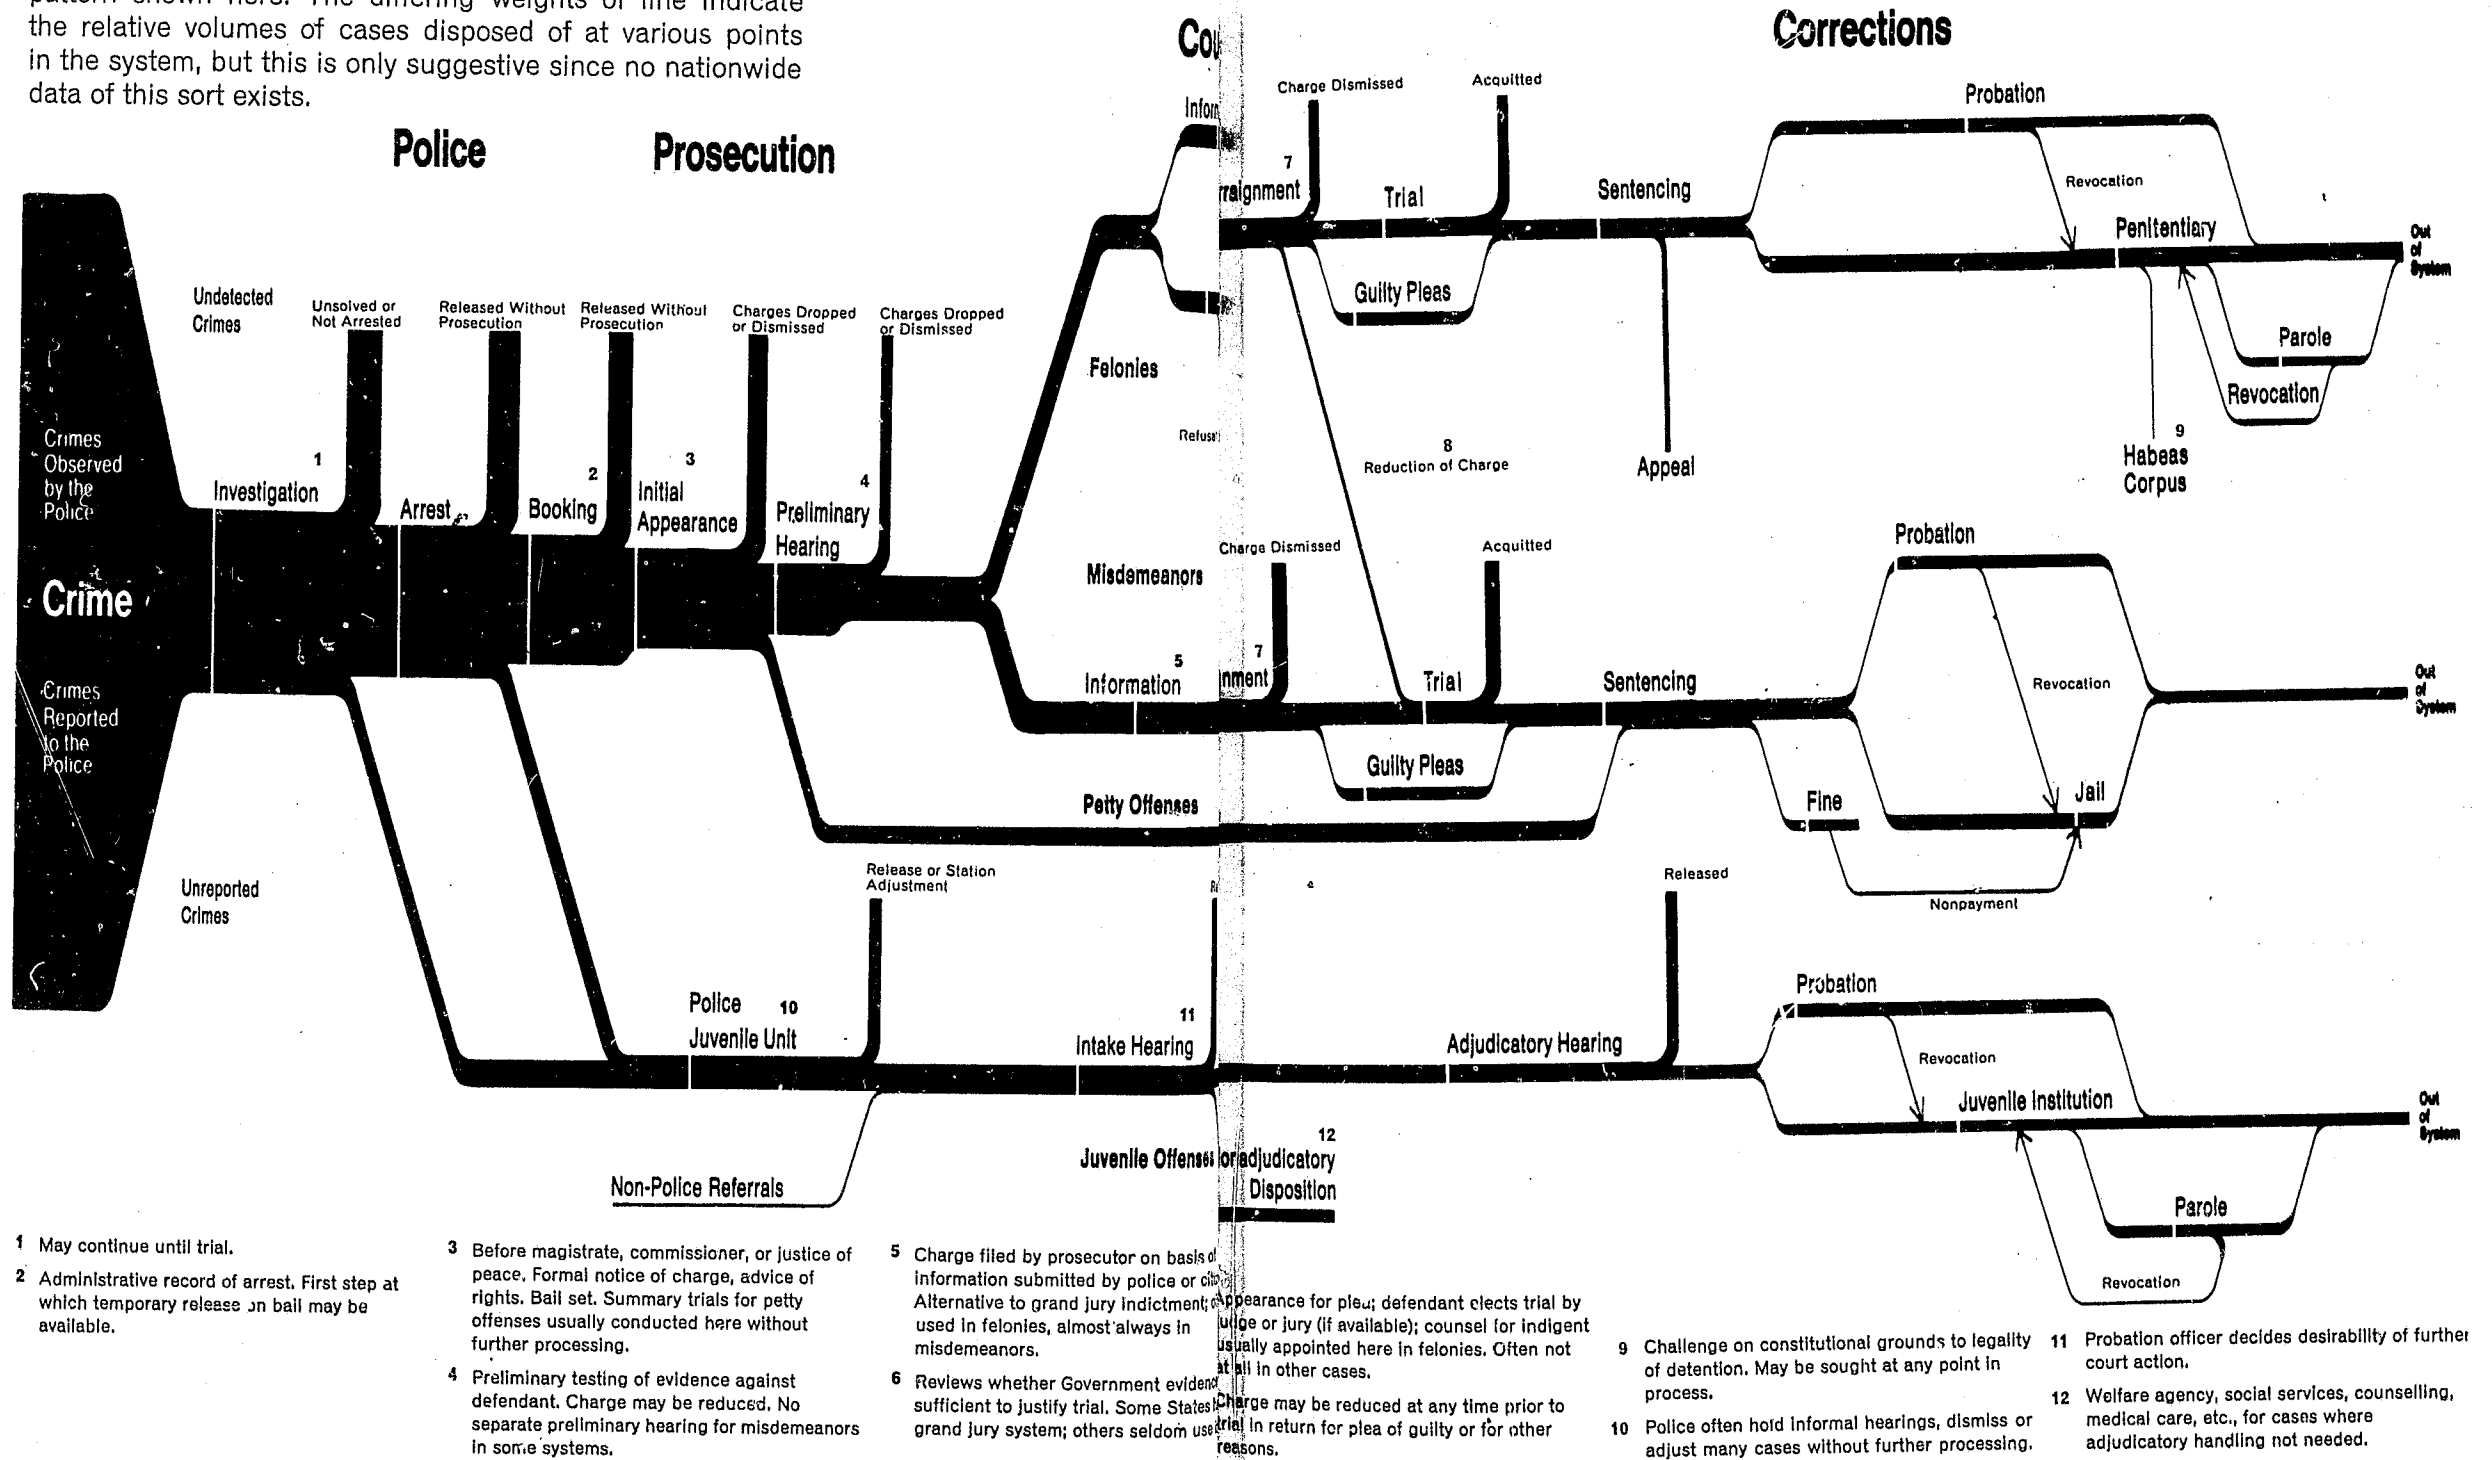 the relative volumes of cases disposed of at various points
in the system, but this is only suggestive since no nationwide
data of this sort exists.
Police
Prosecution
Corrections
Undetected
Crimes
Unsolved or
Not Arrested
Released Without
Prosecution
Released Without
Prosecution
Charges Dropped
or Dismissed
Charges Dropped
or Dismissed
Crimes
Observed
by the
Police
Crime
Crimes
Reported
to the
Police
Unreported
Crimes
1
Investigation
Arrest
2
Booking
3
Initial
Appearance
4
Preliminary
Hearing
Felonies
Misdemeanors
5
Information
Petty Offenses
Release or Station
Adjustment
Police 10
Juvenile Unit
11
Intake Hearing
Non-Police Referrals
Juvenile
Charge Dismissed
Acquitted
7
Trial
Sentencing
Guilty Pleas
8
Reduction of Charge
Appeal
Probation
Revocation
Penitentiary
Out
of
System
Parole
Revocation
9
Habeas
Corpus
Charge Dismissed
Acquitted
7
Trial
Sentencing
Guilty Pleas
Probation
Revocation
Fine
Jail
Nonpayment
Out
of
System
Released
Adjudicatory Hearing
12
adjudicatory
Disposition
Probation
Revocation
Juvenile Institution
Out
of
System
Parole
Revocation
1 May continue until trial.
2 Administrative record of arrest. First step at
which temporary release on bail may be
available.
3 Before magistrate, commissioner, or justice of
peace. Formal notice of charge, advice of
rights. Bail set. Summary trials for petty
offenses usually conducted here without
further processing.
4 Preliminary testing of evidence against
defendant. Charge may be reduced. No
separate preliminary hearing for misdemeanors
in some systems.
5 Charge filed by prosecutor on basis of
information submitted by police or
Alternative to grand jury indictment;
used in felonies, almost always in
misdemeanors.
6 Reviews whether Government
sufficient to justify trial. Some States
grand jury system; others seldom use
Appearance for plea; defendant elects trial by
judge or jury (if available); counsel for indigent
usually appointed here in felonies. Often not
at all in other cases.
Charge may be reduced at any time prior to
trial in return for plea of guilty or for other
reasons.
9 Challenge on constitutional grounds to legality
of detention. May be sought at any point in
process.
10 Police often hold informal hearings, dismiss or
adjust many cases without further processing.
11 Probation officer decides desirability of further
court action.
12 Welfare agency, social services, counselling,
medical care, etc., for cases where
adjudicatory handling not needed.